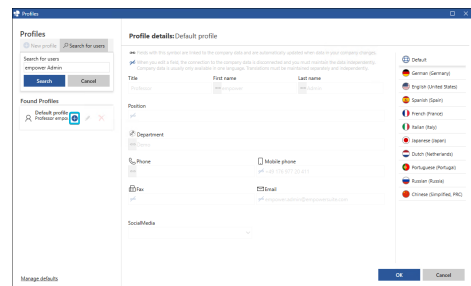 Profiles
Profiles
New profile
Search for users
Search for users
empower Admin
Search
Cancel
Found Profiles
Default profile
Professor empo
Manage defaults
Profile details: Default profile
Fields with this symbol are linked to the company data and are automatically updated when data in your company changes.
When you edit a field, the connection to the company data is disconnected and you must maintain the data independently.
Company data is usually only available in one language. Translations must be maintained separately and independently.
Title
First name
Last name
Professor
empower
Admin
Position
Department
Demo
Phone
Mobile phone
Fax
Email
SocialMedia
Default
German (Germany)
English (United States)
Spanish (Spain)
French (France)
Italian (Italy)
Japanese (Japan)
Dutch (Netherlands)
Portuguese (Portugal)
Russian (Russia)
Chinese (Simplified, PRC)
OK
Cancel